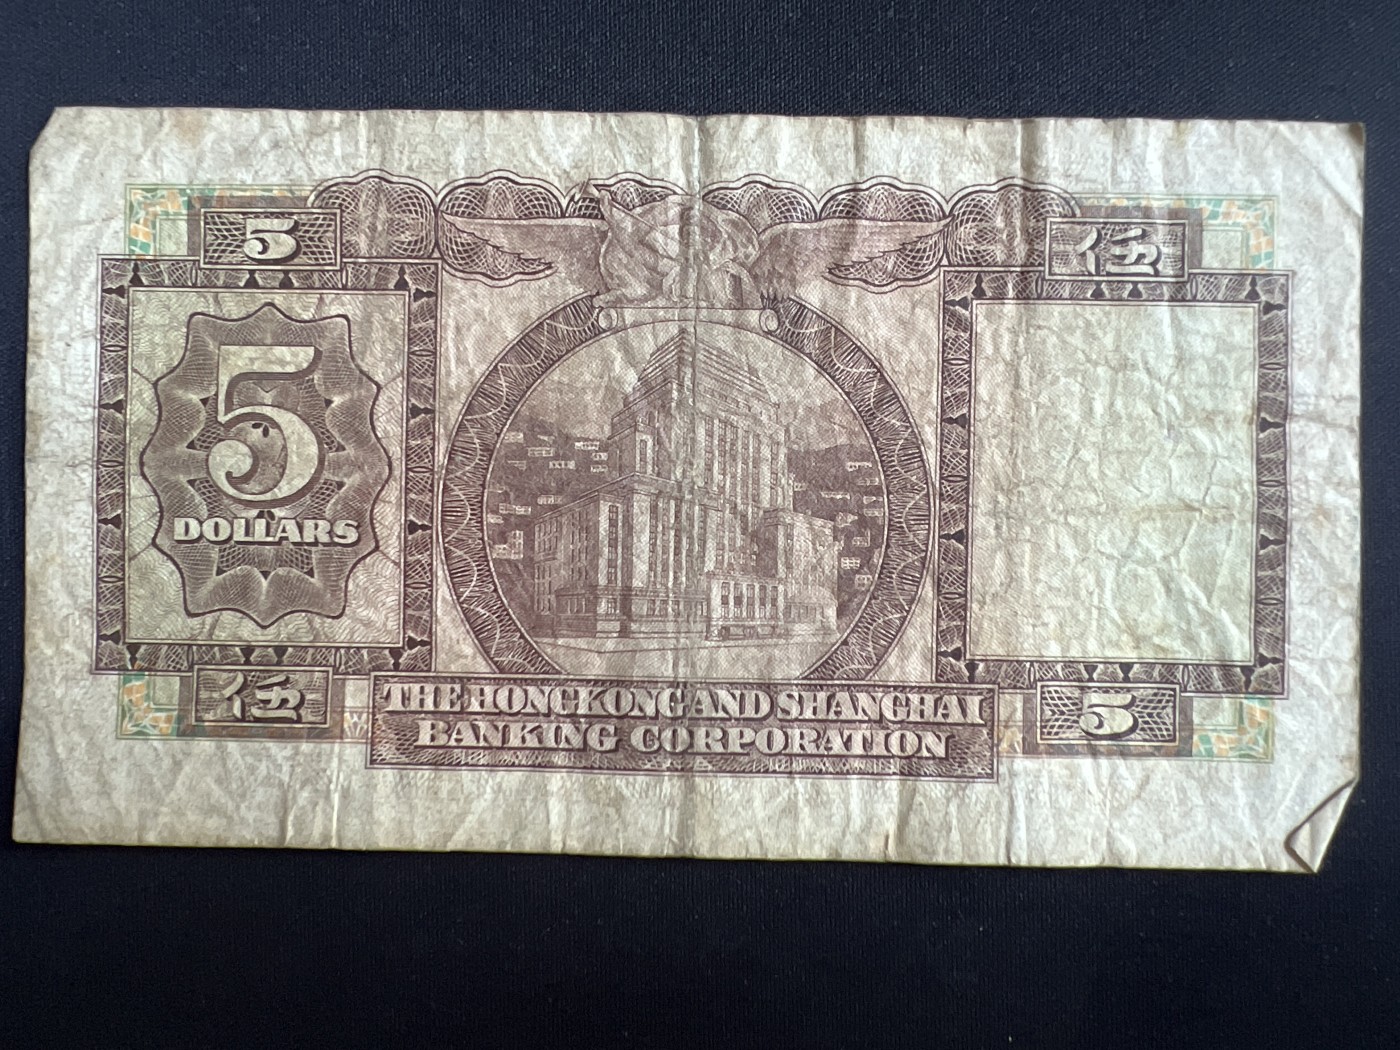 5
伍
5
DOLLARS
伍
5
THE HONGKONG AND SHANGHAI
BANKING CORPORATION